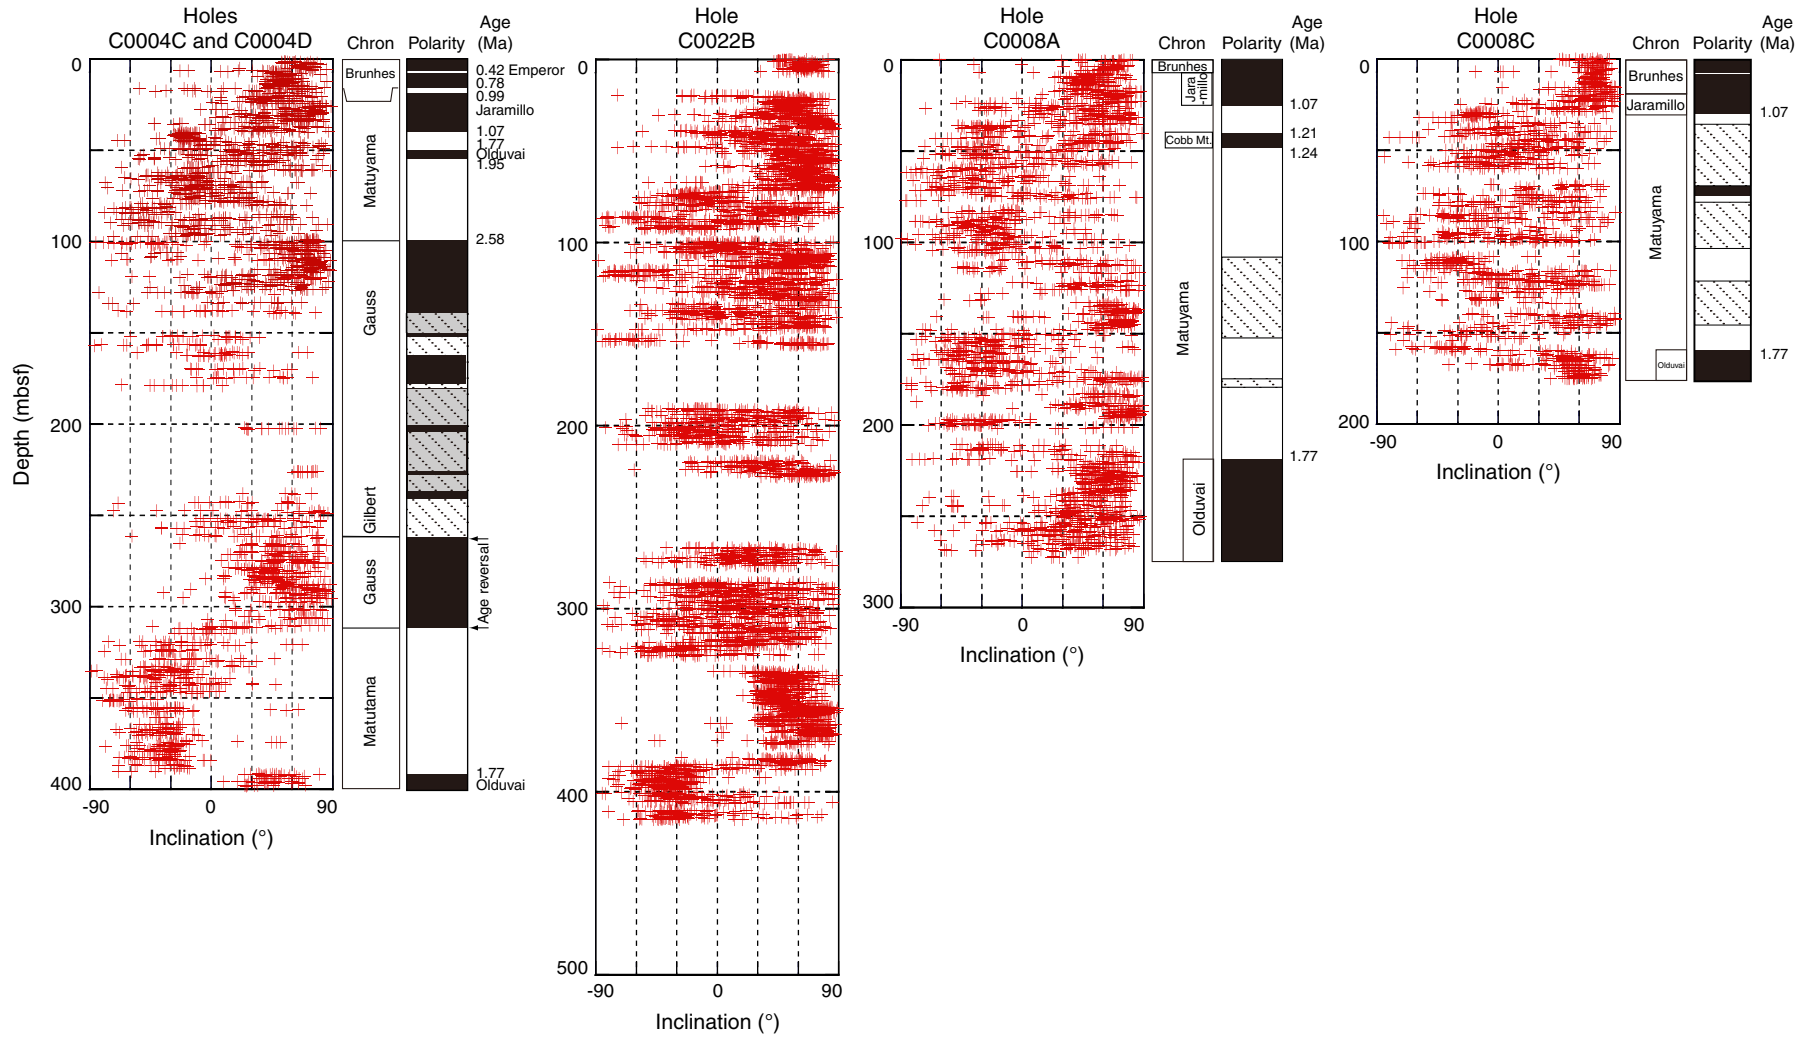 Holes
C0004C and C0004D
Chron
Polarity
Age
(Ma)
Depth (mbsf)
0
100
200
300
400
-90
0
90
Inclination (°)
Brunhes
Matuyama
Gauss
Gilbert
Gauss
Matutama
0.42 Emperor
0.78
0.99
Jaramillo
1.07
1.77
Olduvai
1.95
2.58
Age reversal
1.77
Olduvai
Hole
C0022B
0
100
200
300
400
500
-90
0
90
Inclination (°)
Hole
C0008A
Chron
Polarity
Age
(Ma)
0
100
200
300
-90
0
90
Inclination (°)
Brunhes
Jara
-millo
Cobb Mt.
Matuyama
Olduvai
1.07
1.21
1.24
1.77
Hole
C0008C
Chron
Polarity
Age
(Ma)
0
100
200
-90
0
90
Inclination (°)
Brunhes
Jaramillo
Matuyama
Olduvai
1.07
1.77